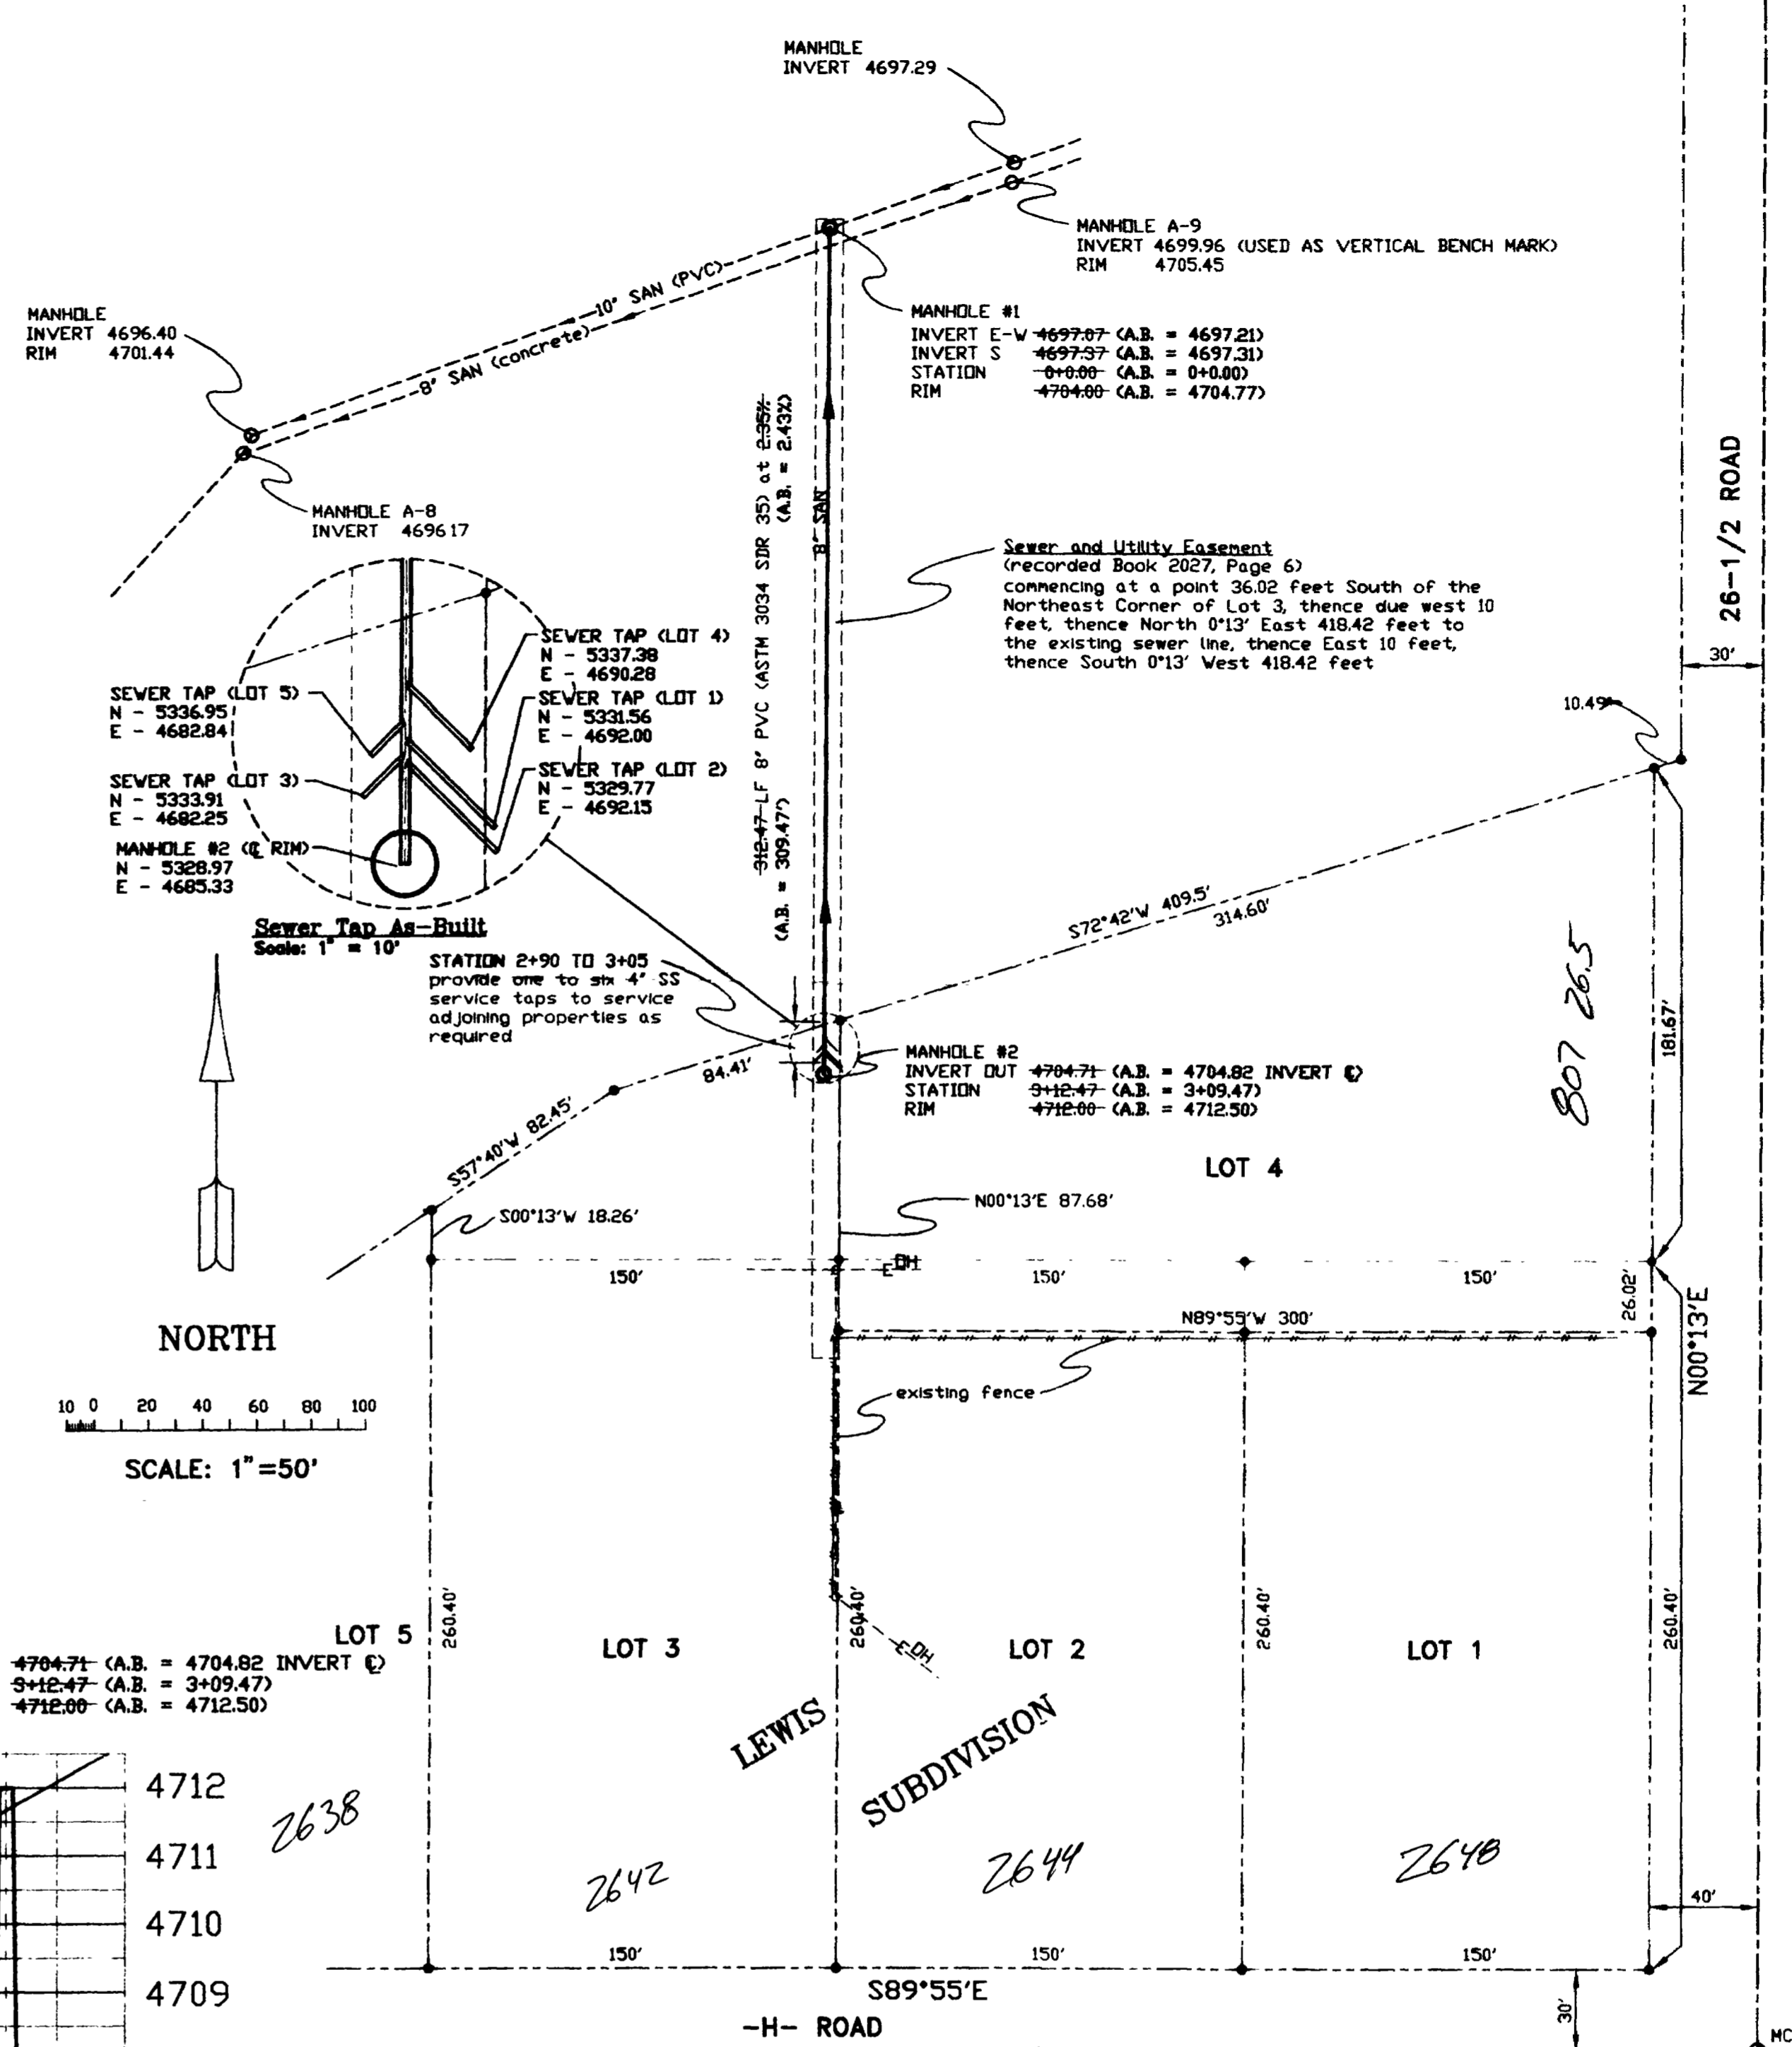 MANHOLE
INVERT 4697.29
MANHOLE A-9
INVERT 4699.96 (USED AS VERTICAL BENCH MARK)
RIM 4705.45
MANHOLE
INVERT 4696.40
RIM 4701.44
10" SAN (PVC)
8" SAN (concrete)
MANHOLE #1
INVERT E-W 4697.07 (A.B. = 4697.21)
INVERT S 4697.37 (A.B. = 4697.31)
STATION 0+0.00 (A.B. = 0+0.00)
RIM 4704.00 (A.B. = 4704.77)
MANHOLE A-8
INVERT 469617
312.47 LF 8" PVC (ASTM 3034 SDR 35) at 2.35%
(A.B. = 309.47') (A.B. = 2.43%)
8" SAN
Sewer and Utility Easement
(recorded Book 2027, Page 6)
commencing at a point 36.02 feet South of the
Northeast Corner of Lot 3, thence due west 10
feet, thence North 0°13' East 418.42 feet to
the existing sewer line, thence East 10 feet,
thence South 0°13' West 418.42 feet
26-1/2 ROAD
30'
10.49'
SEWER TAP (LOT 4)
N - 5337.38
E - 4690.28
SEWER TAP (LOT 5)
N - 5336.95
E - 4682.84
SEWER TAP (LOT 1)
N - 5331.56
E - 4692.00
SEWER TAP (LOT 3)
N - 5333.91
E - 4682.25
SEWER TAP (LOT 2)
N - 5329.77
E - 4692.15
MANHOLE #2 (℄ RIM)
N - 5328.97
E - 4685.33
Sewer Tap As-Built
Scale: 1" = 10'
STATION 2+90 TO 3+05
provide one to six 4" SS
service taps to service
adjoining properties as
required
S72°42'W 409.5'
314.60'
807 26.5
181.67'
84.41'
S57°40'W 82.45'
MANHOLE #2
INVERT OUT 4704.71 (A.B. = 4704.82 INVERT ℄)
STATION 3+12.47 (A.B. = 3+09.47)
RIM 4712.00 (A.B. = 4712.50)
LOT 4
S00°13'W 18.26'
N00°13'E 87.68'
E OH
150'
150'
150'
26.02'
N89°55'W 300'
N00°13'E
NORTH
existing fence
10 0 20 40 60 80 100
SCALE: 1"=50'
260.40'
260.40'
260.40'
260.40'
E OH
LOT 5
LOT 3
LOT 2
LOT 1
4704.71 (A.B. = 4704.82 INVERT ℄)
3+12.47 (A.B. = 3+09.47)
4712.00 (A.B. = 4712.50)
LEWIS
SUBDIVISION
4712
4711
4710
4709
2638
2642
2644
2648
40'
150'
150'
150'
S89°55'E
-H- ROAD
30'
MC